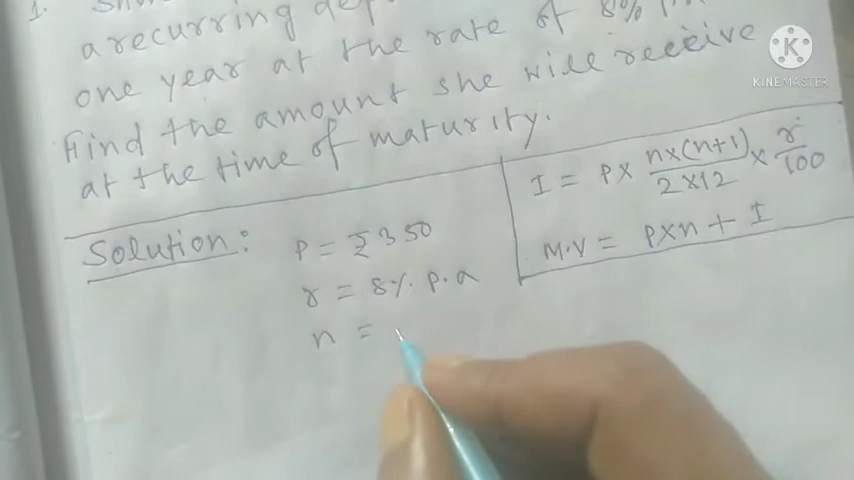 1.
a recurring
one year at the rate of 8%
Find the amount she will receive
at the time of maturity.
I = P× n×(n+1)/2×12 × r/100
M.V = P×n + I
Solution: P = ₹350
r = 8% p.a
n =
KINEMASTER